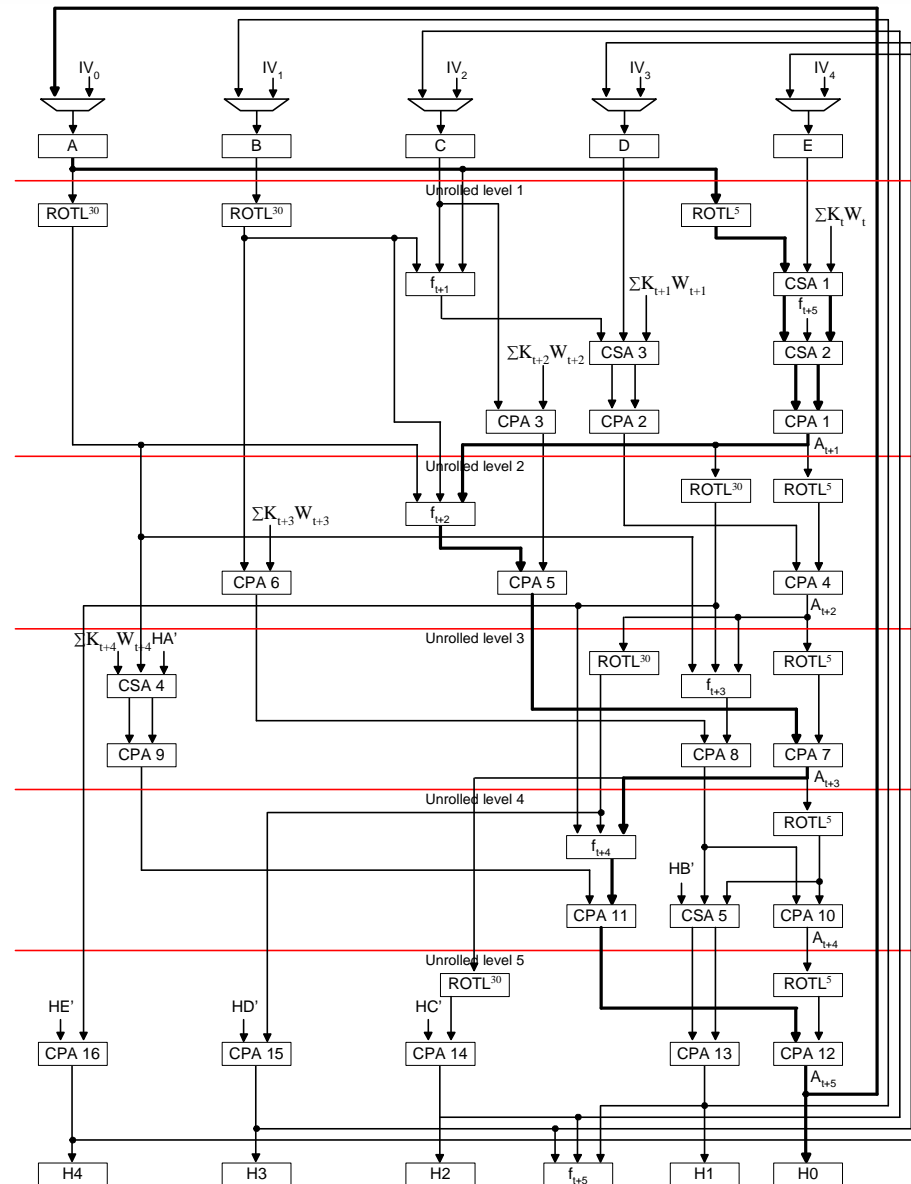 IV0 IV1 IV2 IV3 IV4
A B C D E
Unrolled level 1
ROTL30 ROTL30 ROTL5
ΣKtWt
ft+1 ΣKt+1Wt+1 CSA 1
ft+5
ΣKt+2Wt+2 CSA 3 CSA 2
CPA 3 CPA 2 CPA 1
At+1
Unrolled level 2
ROTL30 ROTL5
ΣKt+3Wt+3 ft+2
CPA 6 CPA 5 CPA 4
At+2
Unrolled level 3
ΣKt+4Wt+4 HA’
ROTL30 ROTL5
CSA 4 ft+3
CPA 9 CPA 8 CPA 7
At+3
Unrolled level 4
ROTL5
ft+4
HB’
CPA 11 CSA 5 CPA 10
At+4
Unrolled level 5
ROTL30 ROTL5
HE’ HD’ HC’
CPA 16 CPA 15 CPA 14 CPA 13 CPA 12
At+5
H4 H3 H2 ft+5 H1 H0